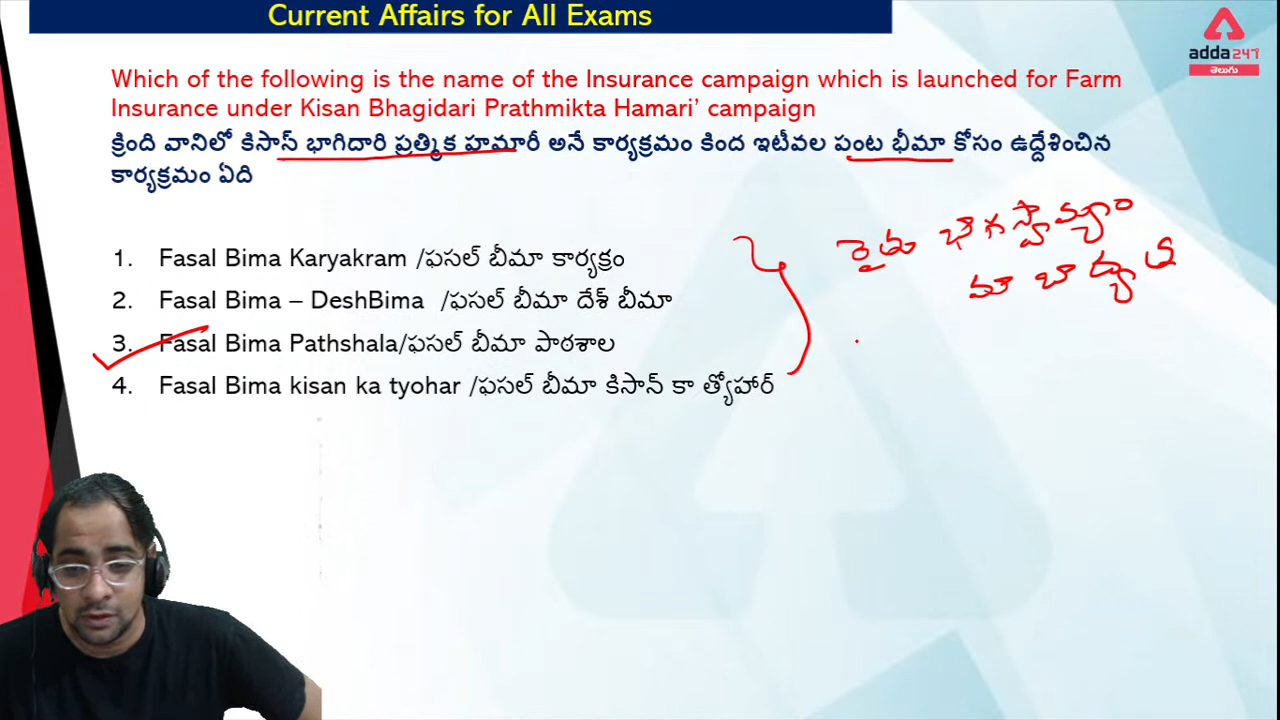 Current Affairs for All Exams
adda247
తెలుగు
Which of the following is the name of the Insurance campaign which is launched for Farm
Insurance under Kisan Bhagidari Prathmikta Hamari’ campaign
క్రింది వానిలో కిసాన్ భాగిదారి ప్రత్మిక హమారీ అనే కార్యక్రమం కింద ఇటీవల పంట భీమా కోసం ఉద్దేశించిన
కార్యక్రమం ఏది
రైతు భాగస్వామ్యం
మా బాధ్యత
1. Fasal Bima Karyakram /ఫసల్ బీమా కార్యక్రం
2. Fasal Bima – DeshBima /ఫసల్ బీమా దేశ్ బీమా
3. Fasal Bima Pathshala/ఫసల్ బీమా పాఠశాల
4. Fasal Bima kisan ka tyohar /ఫసల్ బీమా కిసాన్ కా త్యోహార్